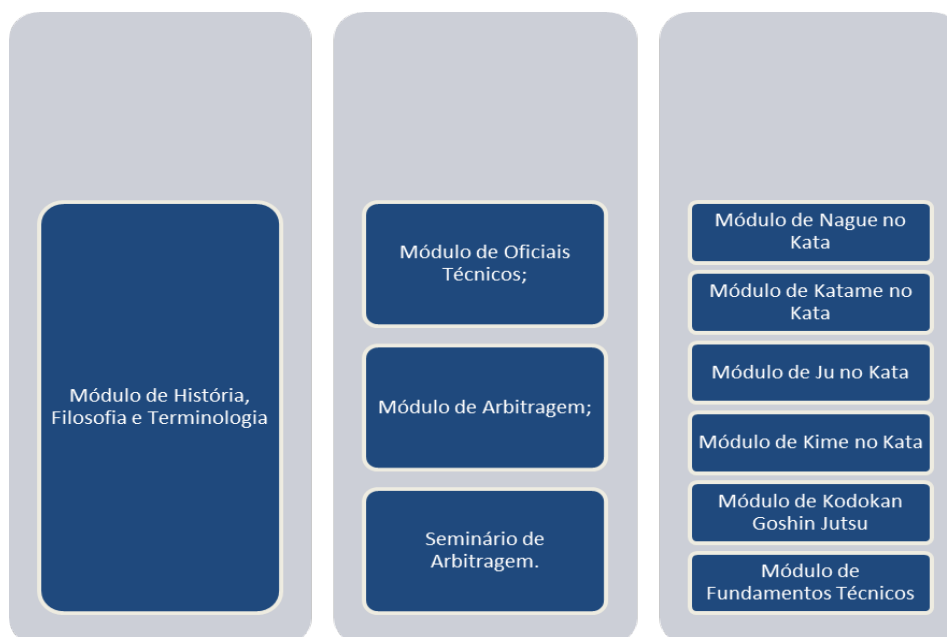 Módulo de História,
Filosofia e Terminologia
Módulo de Oficiais
Técnicos;
Módulo de Arbitragem;
Seminário de
Arbitragem.
Módulo de Nague no
Kata
Módulo de Katame no
Kata
Módulo de Ju no Kata
Módulo de Kime no Kata
Módulo de Kodokan
Goshin Jutsu
Módulo de
Fundamentos Técnicos